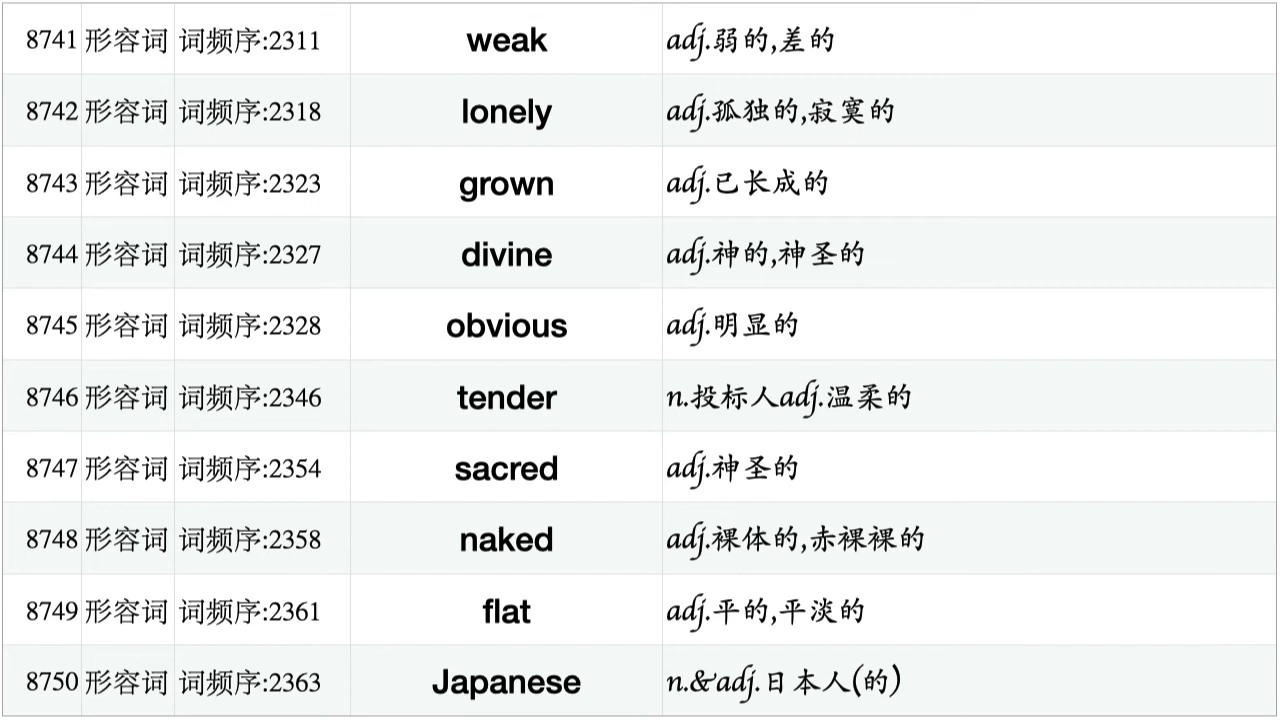 8741 形容词 词频序:2311 weak adj.弱的,差的
8742 形容词 词频序:2318 lonely adj.孤独的,寂寞的
8743 形容词 词频序:2323 grown adj.已长成的
8744 形容词 词频序:2327 divine adj.神的,神圣的
8745 形容词 词频序:2328 obvious adj.明显的
8746 形容词 词频序:2346 tender n.投标人adj.温柔的
8747 形容词 词频序:2354 sacred adj.神圣的
8748 形容词 词频序:2358 naked adj.裸体的,赤裸裸的
8749 形容词 词频序:2361 flat adj.平的,平淡的
8750 形容词 词频序:2363 Japanese n.&adj.日本人(的)